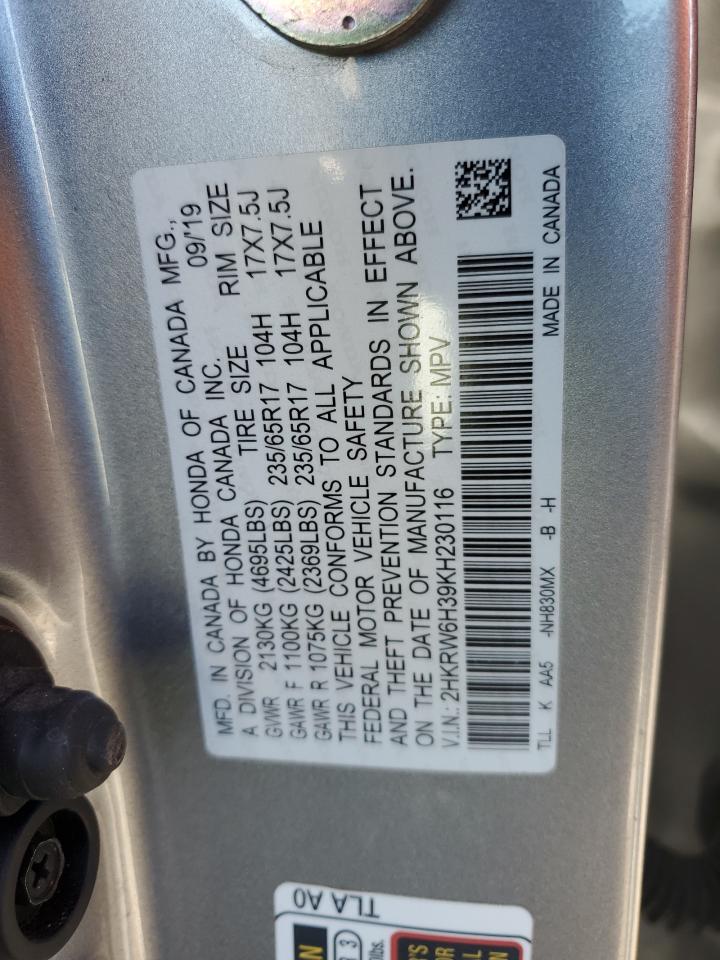 MFD. IN CANADA BY HONDA OF CANADA MFG.,
A DIVISION OF HONDA CANADA INC. 09/'19
GVWR 2130KG (4695LBS) TIRE SIZE RIM SIZE
GAWR F 1100KG (2425LBS) 235/65R17 104H 17X7.5J
GAWR R 1075KG (2369LBS) 235/65R17 104H 17X7.5J
THIS VEHICLE CONFORMS TO ALL APPLICABLE
FEDERAL MOTOR VEHICLE SAFETY
AND THEFT PREVENTION STANDARDS IN EFFECT
ON THE DATE OF MANUFACTURE SHOWN ABOVE.
V.I.N.: 2HKRW6H39KH230116 TYPE: MPV
TLL K AA5 -NH830MX -B -H MADE IN CANADA
TLA A0